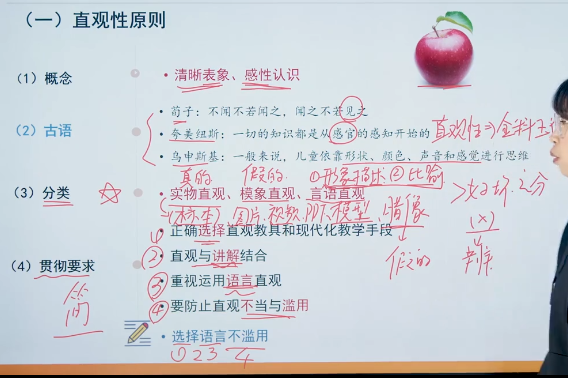 （一）直观性原则
（1）概念
• 清晰表象、感性认识
（2）古语
• 荀子：不闻不若闻之，闻之不若见之
• 夸美纽斯：一切的知识都是从感官的感知开始的
直观性⇒金科玉
• 乌申斯基：一般来说，儿童依靠形状、颜色、声音和感觉进行思维
真的 假的 ①形象描述②比喻
（3）分类
• 实物直观、模象直观、言语直观
>好坏之分
(标本) 图片、视频、PPT、模型、腊像
(×)
① 正确选择直观教具和现代化教学手段
② 直观与讲解结合
假的
辨
（4）贯彻要求
③ 重视运用语言直观
简
④ 要防止直观不当与滥用
• 选择语言不滥用
① 2 3 4